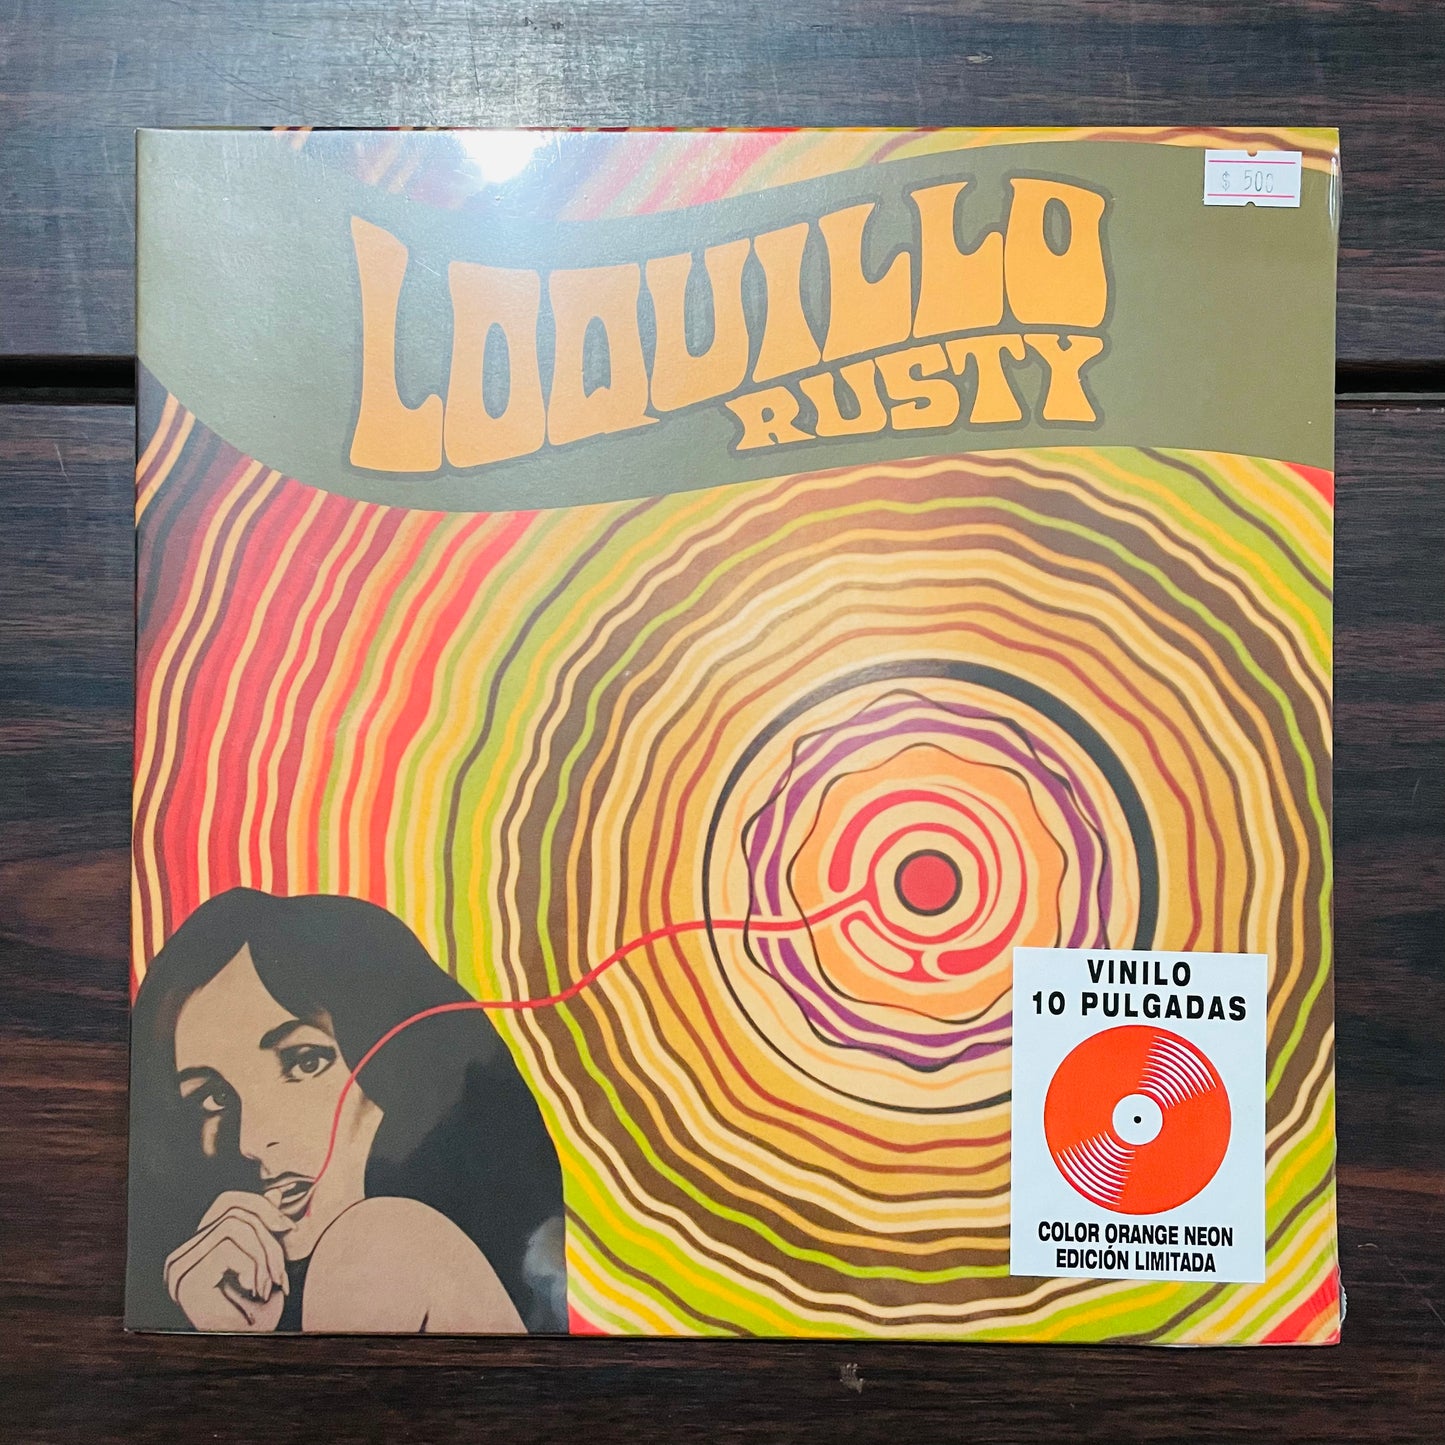 $ 500
LOQUILLO
RUSTY
VINILO
10 PULGADAS
COLOR ORANGE NEON
EDICIÓN LIMITADA